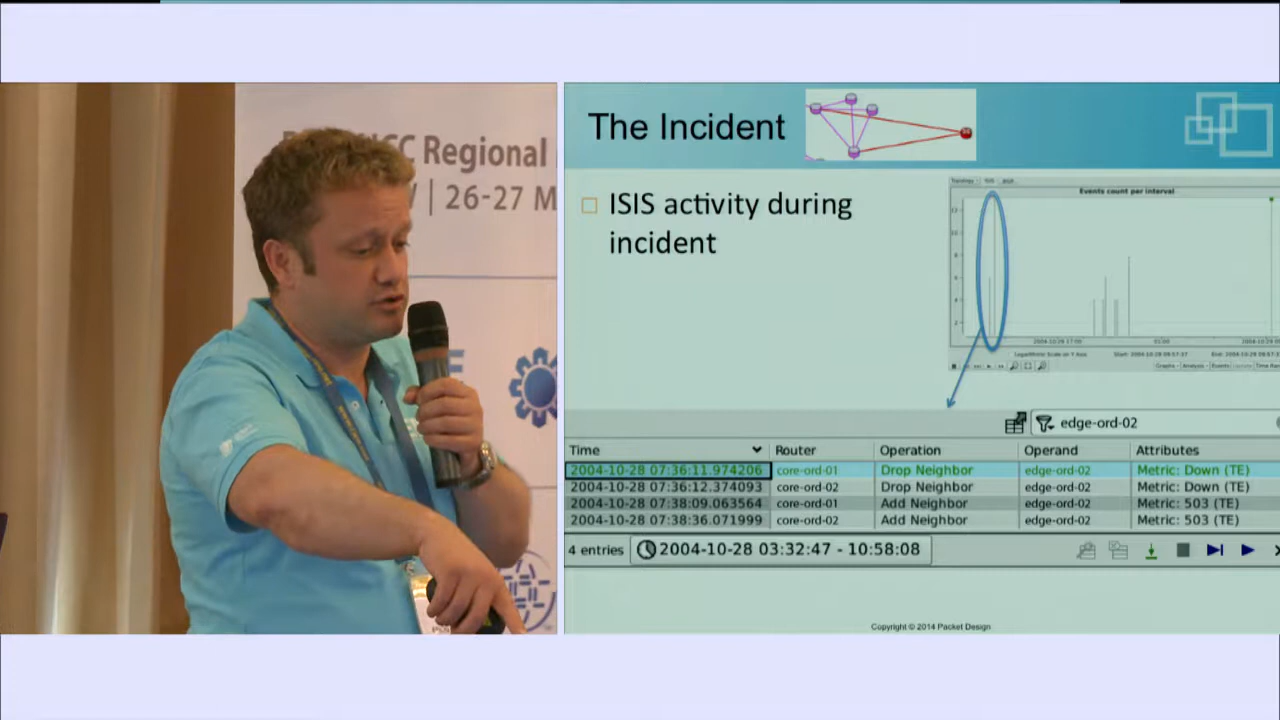 CC Regional
| 26-27 M
The Incident
ISIS activity during
incident
Events count per interval
edge-ord-02
Time Router Operation Operand Attributes
2004-10-28 07:36:11.974206 core-ord-01 Drop Neighbor edge-ord-02 Metric: Down (TE)
2004-10-28 07:36:12.374093 core-ord-02 Drop Neighbor edge-ord-02 Metric: Down (TE)
2004-10-28 07:38:09.063564 core-ord-01 Add Neighbor edge-ord-02 Metric: 503 (TE)
2004-10-28 07:38:36.071999 core-ord-02 Add Neighbor edge-ord-02 Metric: 503 (TE)
4 entries 2004-10-28 03:32:47 - 10:58:08
Copyright © 2014 Packet Design